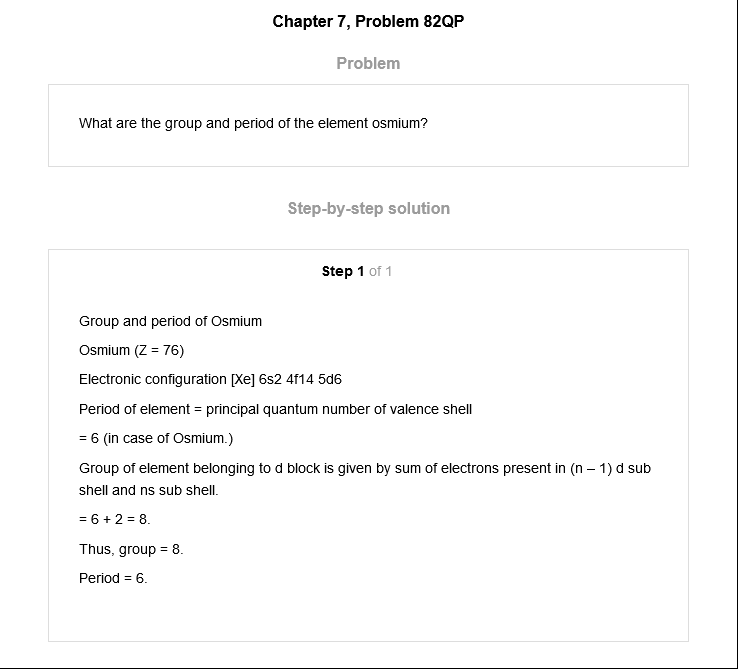 Chapter 7, Problem 82QP
Problem
What are the group and period of the element osmium?
Step-by-step solution
Step 1 of 1
Group and period of Osmium
Osmium (Z = 76)
Electronic configuration [Xe] 6s2 4f14 5d6
Period of element = principal quantum number of valence shell
= 6 (in case of Osmium.)
Group of element belonging to d block is given by sum of electrons present in (n – 1) d sub
shell and ns sub shell.
= 6 + 2 = 8.
Thus, group = 8.
Period = 6.